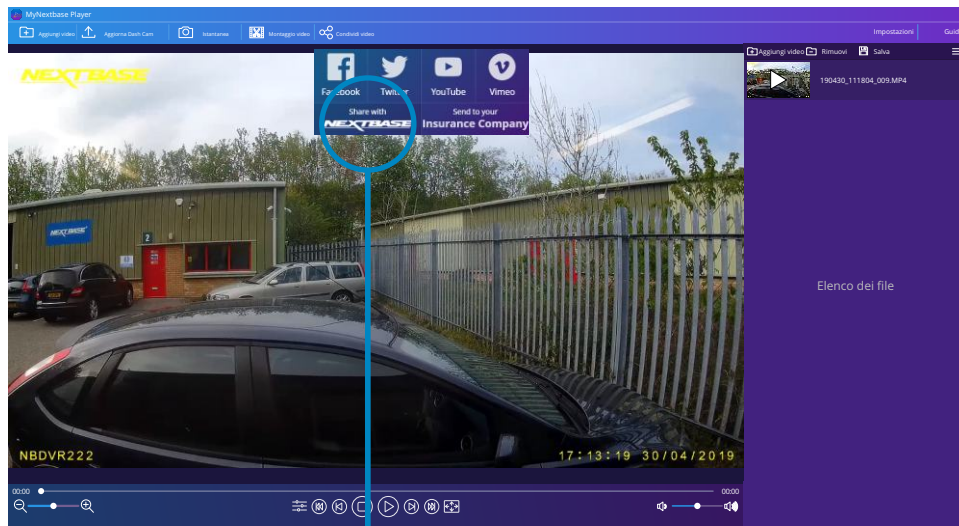 MyNextbase Player
Aggiungi video Aggiorna Dash Cam Istantanea Montaggio video Condividi video Impostazioni Guid
Aggiungi video Rimuovi Salva
190430_111804_009.MP4
Elenco dei file
NEXTBASE
Facebook Twitter YouTube Vimeo
Share with
NEXTBASE
Send to your
Insurance Company
NEXTBASE
2
NBDVR222 17:13:19 30/04/2019
00:00 00:00